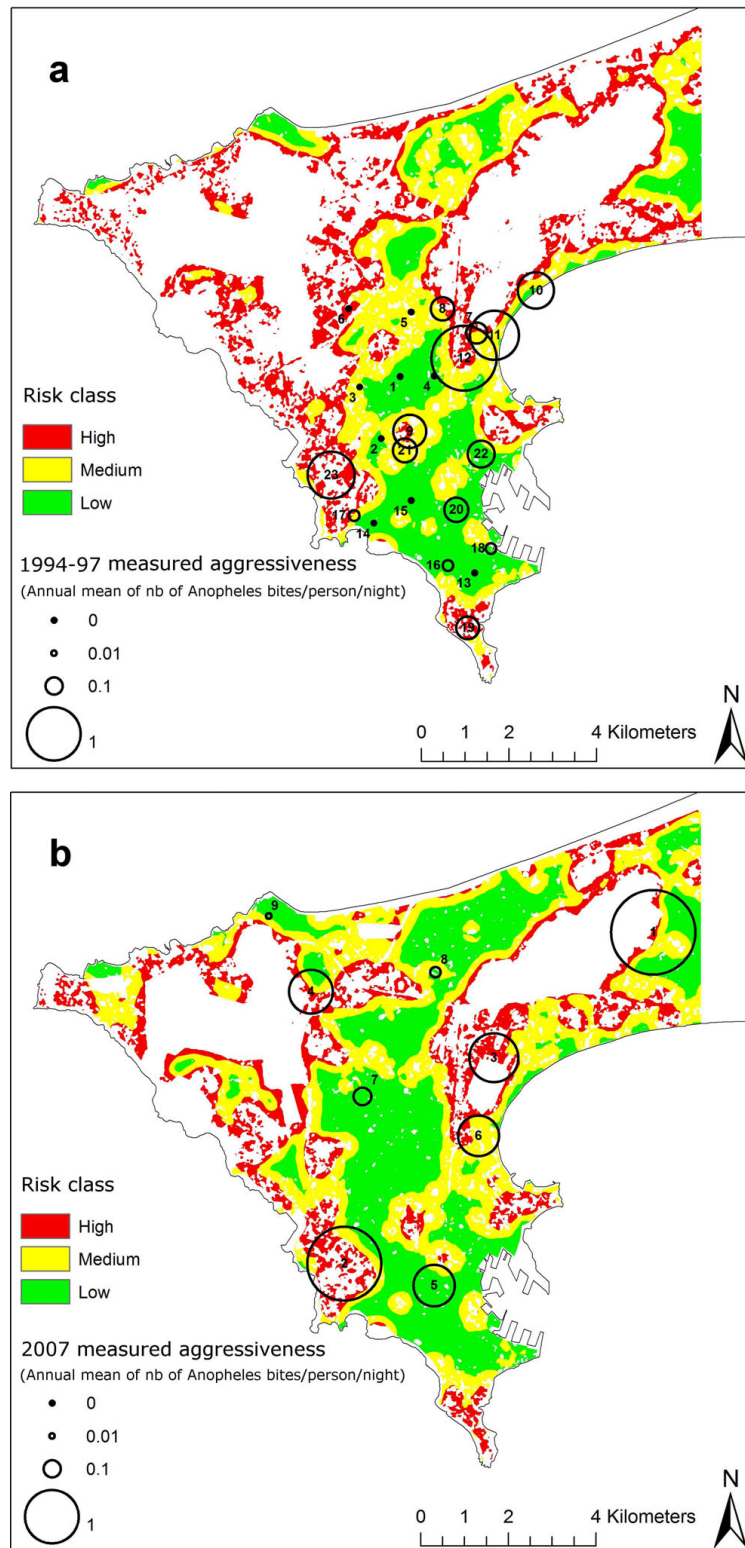 a
10
8
7
11
6
5
12
1
4
3
9
2
21
22
23
15
20
17
14
18
16
13
19
Risk class
High
Medium
Low
1994-97 measured aggressiveness
(Annual mean of nb of Anopheles bites/person/night)
0
0.01
0.1
1
N
0 1 2 4 Kilometers
b
9
1
8
4
3
7
6
2
5
Risk class
High
Medium
Low
2007 measured aggressiveness
(Annual mean of nb of Anopheles bites/person/night)
0
0.01
0.1
1
N
0 1 2 4 Kilometers